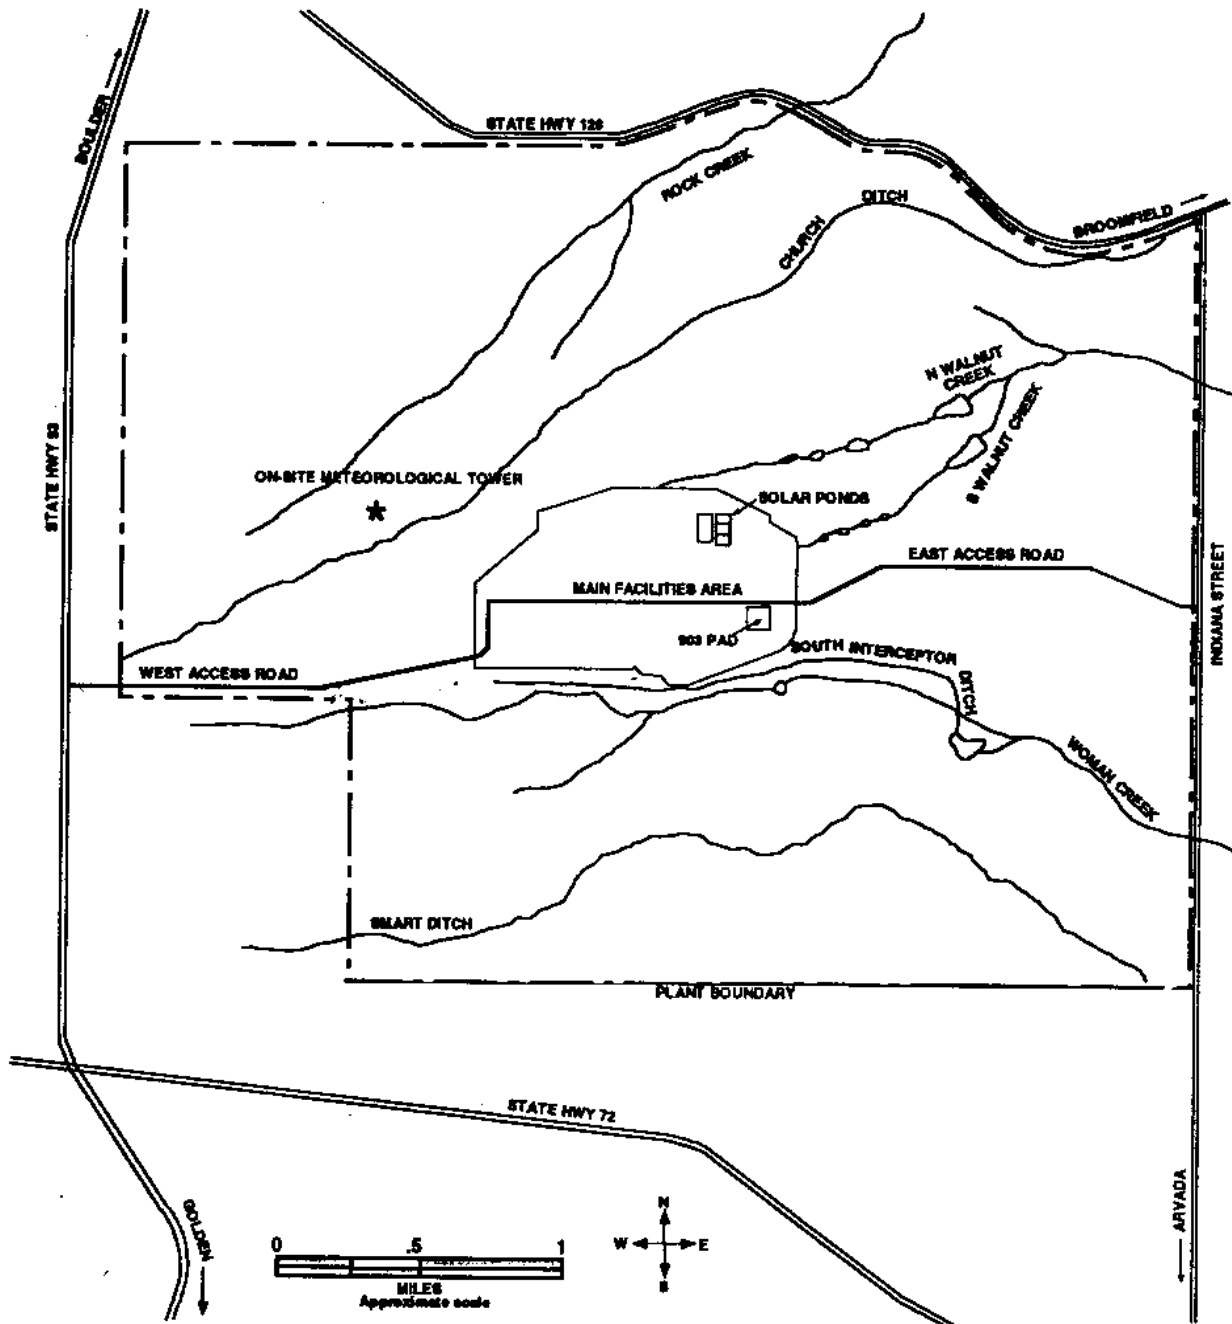 BOULDER
STATE HWY 128
ROCK CREEK
DITCH
CHURCH
BROOMFIELD
N WALNUT
CREEK
S WALNUT CREEK
ON-SITE METEOROLOGICAL TOWER
STATE HWY 93
SOLAR PONDS
EAST ACCESS ROAD
MAIN FACILITIES AREA
INDIANA STREET
903 PAD
SOUTH INTERCEPTOR
DITCH
WEST ACCESS ROAD
WOMAN CREEK
SMART DITCH
PLANT BOUNDARY
STATE HWY 72
GOLDEN
ARVADA
N
W E
S
0 .5 1
MILES
Approximate scale